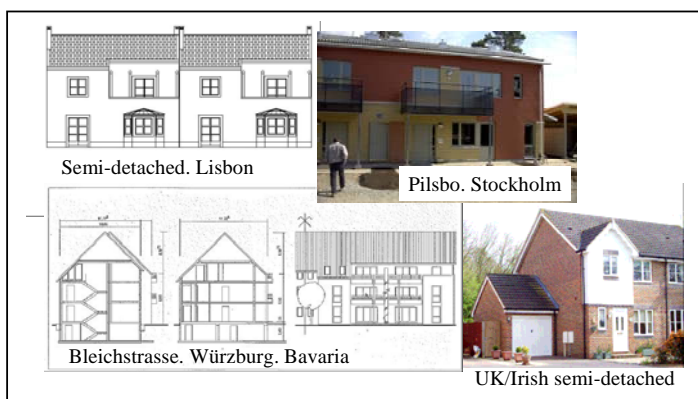 Semi-detached. Lisbon
Pilsbo. Stockholm
Bleichstrasse. Würzburg. Bavaria
UK/Irish semi-detached